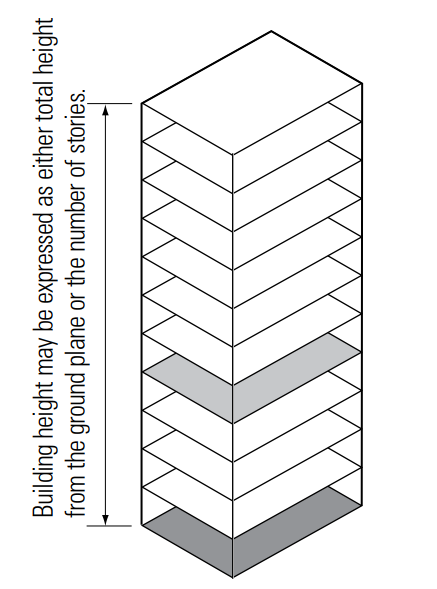 Building height may be expressed as either total height
from the ground plane or the number of stories.